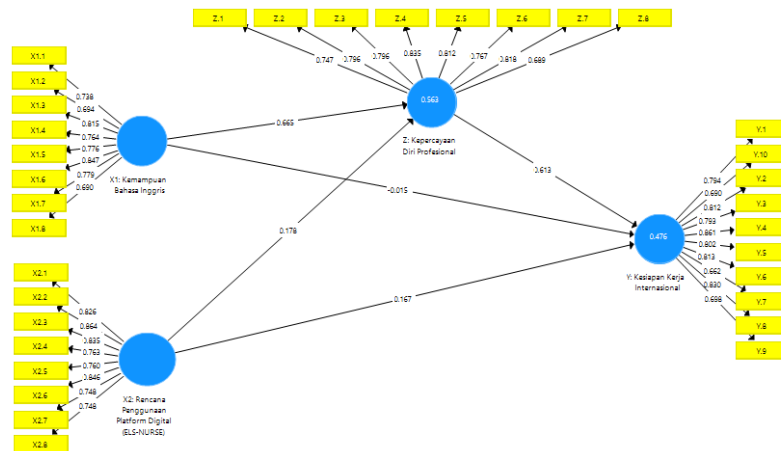 Z.1
Z.2
Z.3
Z.4
Z.5
Z.6
Z.7
Z.8
0.747
0.796
0.796
0.835
0.812
0.767
0.818
0.689
X1.1
X1.2
X1.3
X1.4
X1.5
X1.6
X1.7
X1.8
0.738
0.694
0.815
0.764
0.776
0.847
0.779
0.690
X1: Kemampuan
Bahasa Inggris
0.563
Z: Kepercayaan
Diri Profesional
0.665
-0.015
0.613
0.178
0.167
Y.1
Y.10
Y.2
Y.3
Y.4
Y.5
Y.6
Y.7
Y.8
Y.9
0.794
0.690
0.812
0.793
0.861
0.802
0.813
0.662
0.830
0.698
0.476
Y: Kesiapan Kerja
Internasional
X2.1
X2.2
X2.3
X2.4
X2.5
X2.6
X2.7
X2.8
0.826
0.864
0.835
0.763
0.760
0.846
0.748
0.748
X2: Rencana
Penggunaan
Platform Digital
(ELS-NURSE)